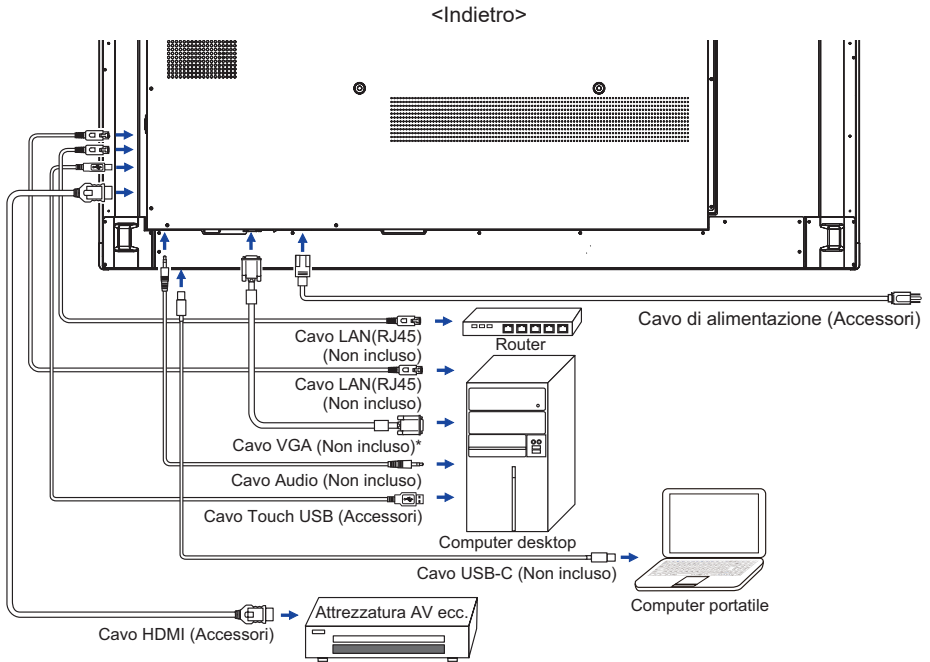 <Indietro>
Cavo di alimentazione (Accessori)
Cavo LAN(RJ45)
(Non incluso)
Router
Cavo LAN(RJ45)
(Non incluso)
Cavo VGA (Non incluso)*
Cavo Audio (Non incluso)
Cavo Touch USB (Accessori)
Computer desktop
Cavo USB-C (Non incluso)
Computer portatile
Attrezzatura AV ecc.
Cavo HDMI (Accessori)